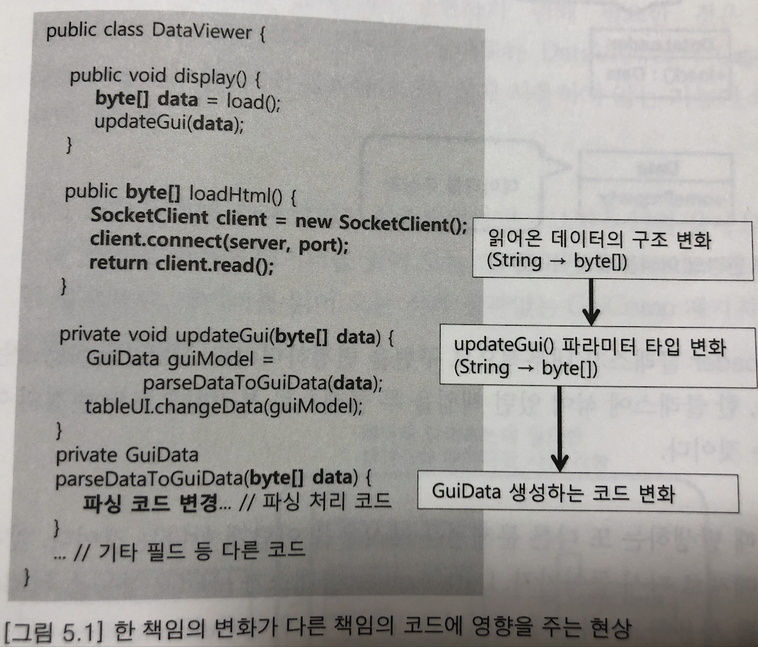 public class DataViewer {
public void display() {
byte[] data = load();
updateGui(data);
}
public byte[] loadHtml() {
SocketClient client = new SocketClient();
client.connect(server, port);
return client.read();
}
읽어온 데이터의 구조 변화
(String → byte[])
private void updateGui(byte[] data) {
GuiData guiModel =
parseDataToGuiData(data);
tableUI.changeData(guiModel);
}
updateGui() 파라미터 타입 변화
(String → byte[])
private GuiData
parseDataToGuiData(byte[] data) {
파싱 코드 변경... // 파싱 처리 코드
}
... // 기타 필드 등 다른 코드
}
GuiData 생성하는 코드 변화
[그림 5.1] 한 책임의 변화가 다른 책임의 코드에 영향을 주는 현상